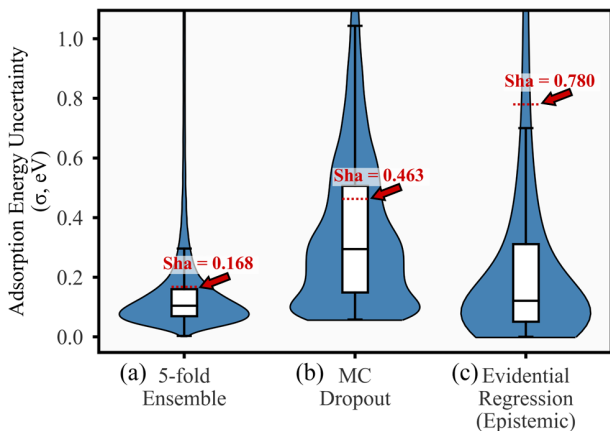 Adsorption Energy Uncertainty
(σ, eV)
1.0
0.8
0.6
0.4
0.2
0.0
Sha = 0.168
Sha = 0.463
Sha = 0.780
(a) 5-fold
Ensemble
(b) MC
Dropout
(c) Evidential
Regression
(Epistemic)